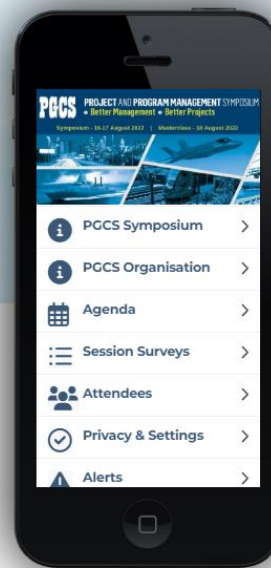 PGCS PROJECT AND PROGRAM MANAGEMENT SYMPOSIUM
● Better Management ● Better Projects
Symposium - 16-17 August 2022 | Masterclass - 18 August 2022
PGCS Symposium
PGCS Organisation
Agenda
Session Surveys
Attendees
Privacy & Settings
Alerts